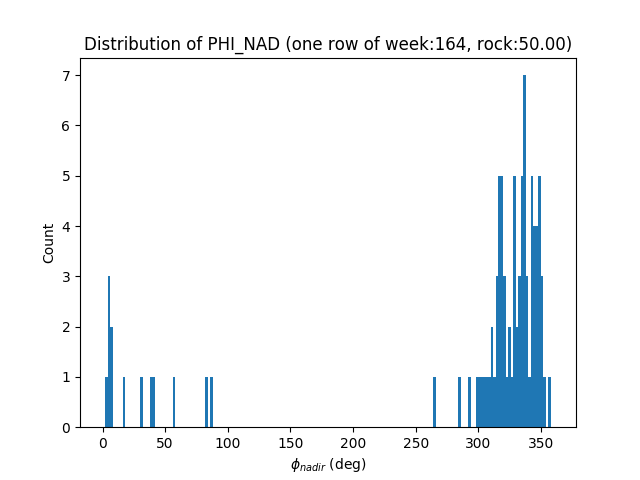 Distribution of PHI_NAD (one row of week:164, rock:50.00)
7
6
5
4
3
2
1
0
Count
0 50 100 150 200 250 300 350
ϕnadir (deg)